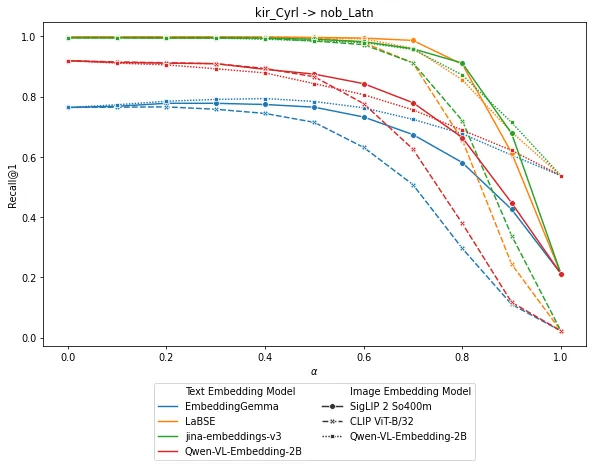 kir_Cyrl -> nob_Latn
Recall@1
1.0
0.8
0.6
0.4
0.2
0.0
0.0 0.2 0.4 0.6 0.8 1.0
α
Text Embedding Model
EmbeddingGemma
LaBSE
jina-embeddings-v3
Qwen-VL-Embedding-2B
Image Embedding Model
SigLIP 2 So400m
CLIP ViT-B/32
Qwen-VL-Embedding-2B